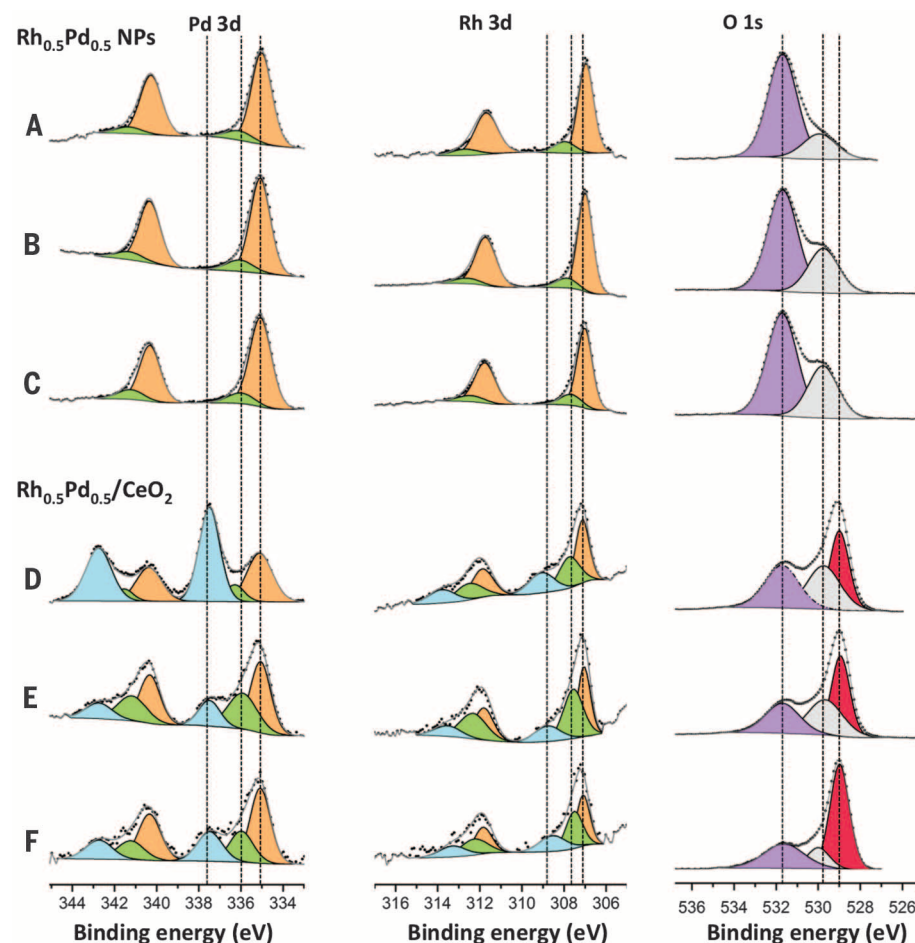 Pd 3d Rh 3d O 1s
Rh0.5Pd0.5 NPs
A
B
C
Rh0.5Pd0.5/CeO2
D
E
F
344 342 340 338 336 334 316 314 312 310 308 306 536 534 532 530 528 526
Binding energy (eV) Binding energy (eV) Binding energy (eV)